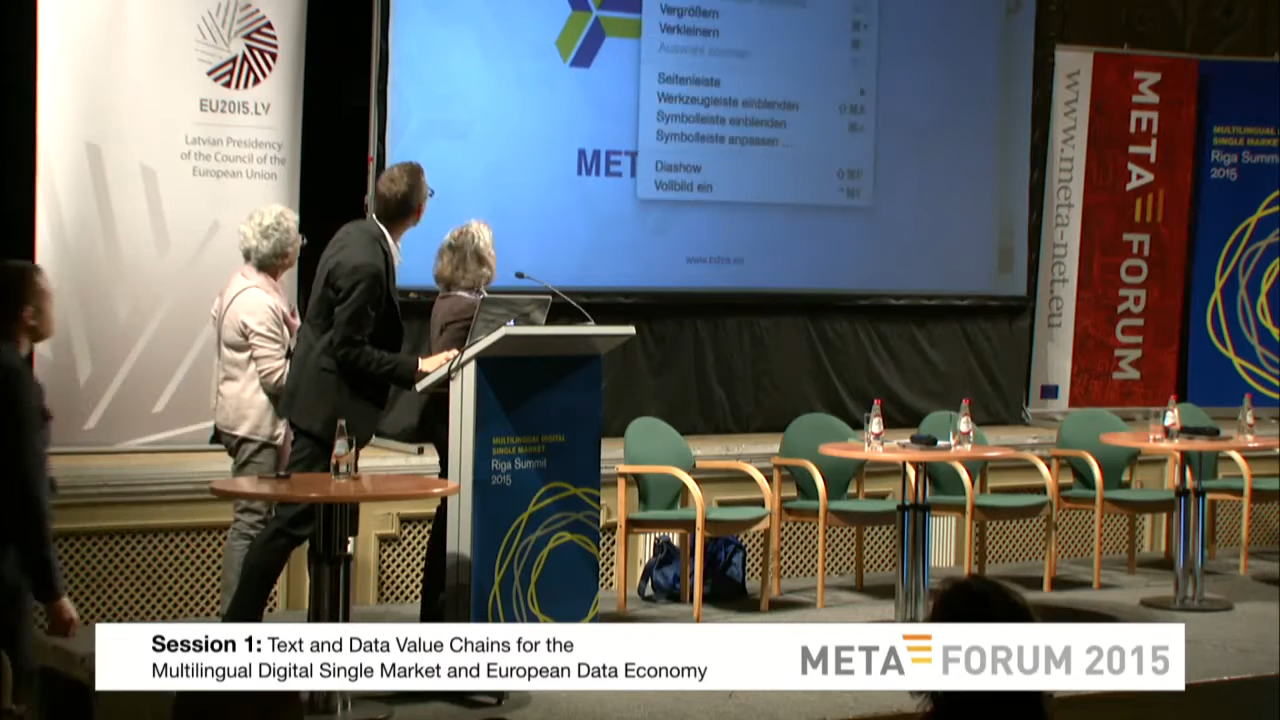 EU2015.LV
Latvian Presidency
of the Council of the
European Union
Vergrößern
Verkleinern
Seitenleiste
Werkzeugleiste einblenden
Symbolleiste einblenden
Symbolleiste anpassen ...
Diashow
Vollbild ein
MET
www.meta-net.eu
META FORUM
MULTILINGUAL
SINGLE MARKET
Riga Summ
2015
MULTILINGUAL DIGITAL
SINGLE MARKET
Riga Summit
2015
Session 1: Text and Data Value Chains for the
Multilingual Digital Single Market and European Data Economy
META FORUM 2015